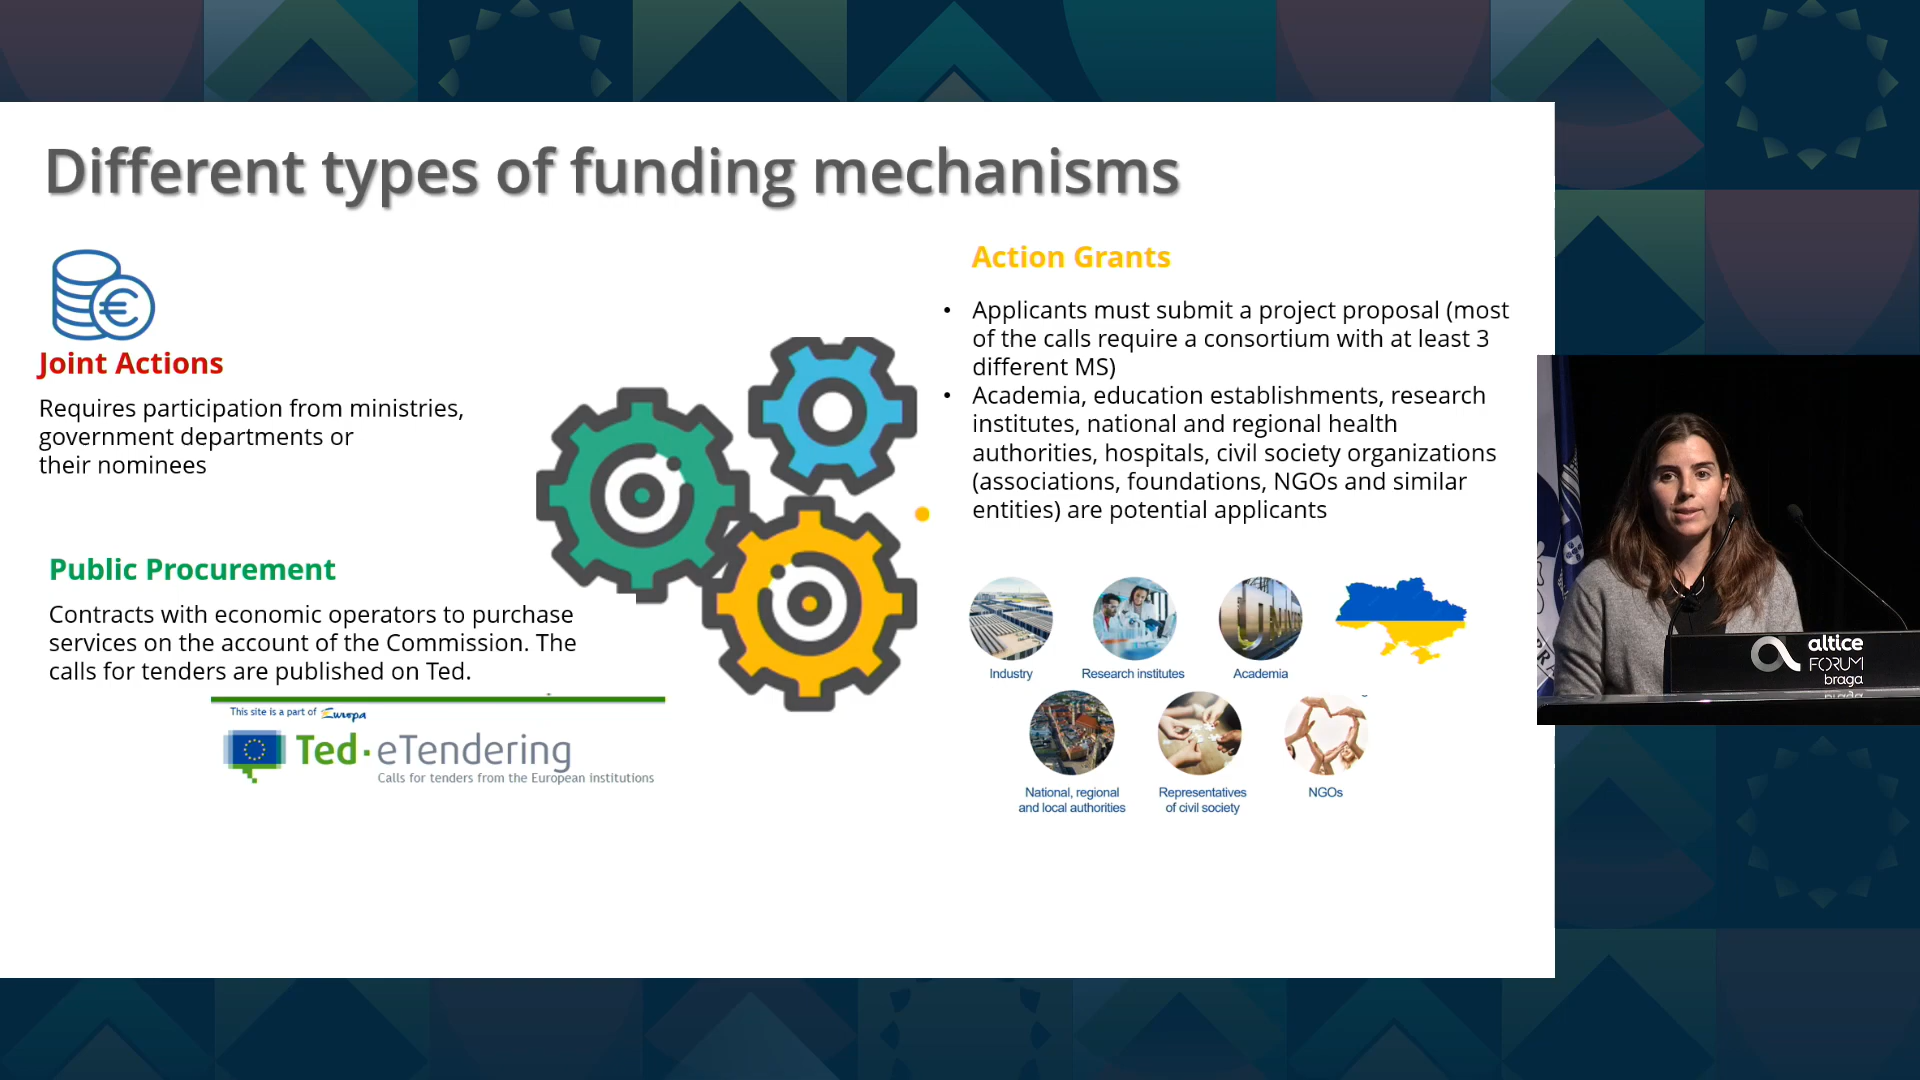 Different types of funding mechanisms
Joint Actions
Requires participation from ministries,
government departments or
their nominees
Public Procurement
Contracts with economic operators to purchase
services on the account of the Commission. The
calls for tenders are published on Ted.
This site is a part of Europa
Ted·eTendering
Calls for tenders from the European institutions
Action Grants
• Applicants must submit a project proposal (most
of the calls require a consortium with at least 3
different MS)
• Academia, education establishments, research
institutes, national and regional health
authorities, hospitals, civil society organizations
(associations, foundations, NGOs and similar
entities) are potential applicants
Industry
Research institutes
Academia
National, regional
and local authorities
Representatives
of civil society
NGOs
altice
FORUM
braga